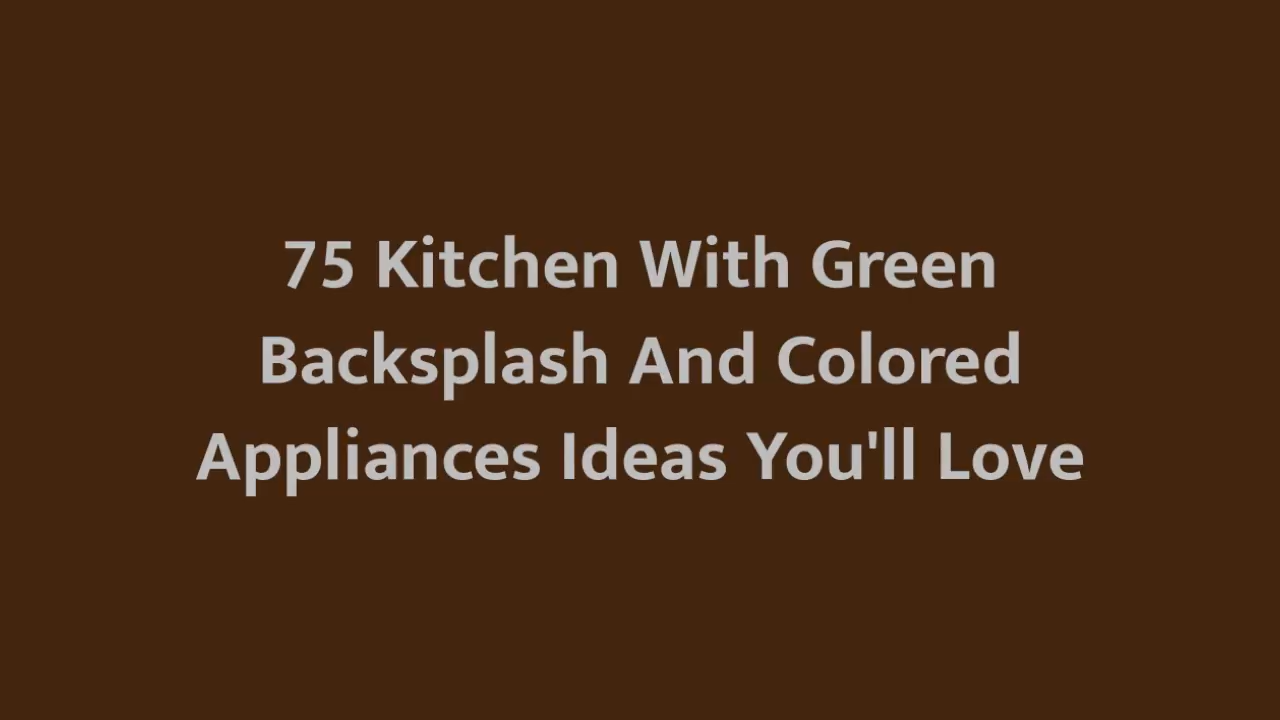 75 Kitchen With Green
Backsplash And Colored
Appliances Ideas You'll Love